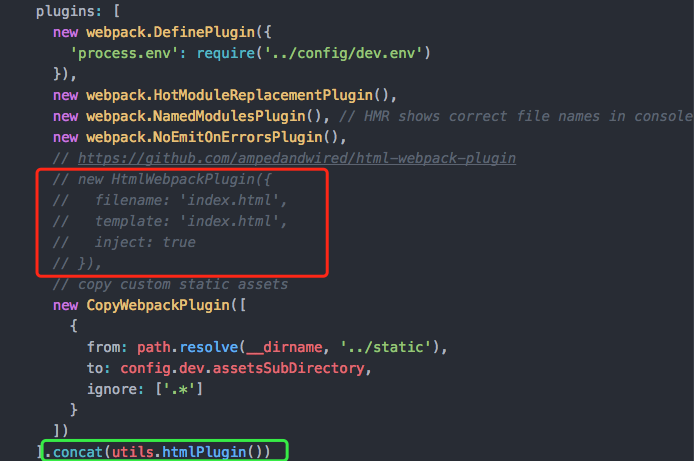 plugins: [
new webpack.DefinePlugin({
'process.env': require('../config/dev.env')
}),
new webpack.HotModuleReplacementPlugin(),
new webpack.NamedModulesPlugin(), // HMR shows correct file names in console
new webpack.NoEmitOnErrorsPlugin(),
// https://github.com/ampedandwired/html-webpack-plugin
// new HtmlWebpackPlugin({
//   filename: 'index.html',
//   template: 'index.html',
//   inject: true
// }),
// copy custom static assets
new CopyWebpackPlugin([
{
from: path.resolve(__dirname, '../static'),
to: config.dev.assetsSubDirectory,
ignore: ['.*']
}
])
].concat(utils.htmlPlugin())